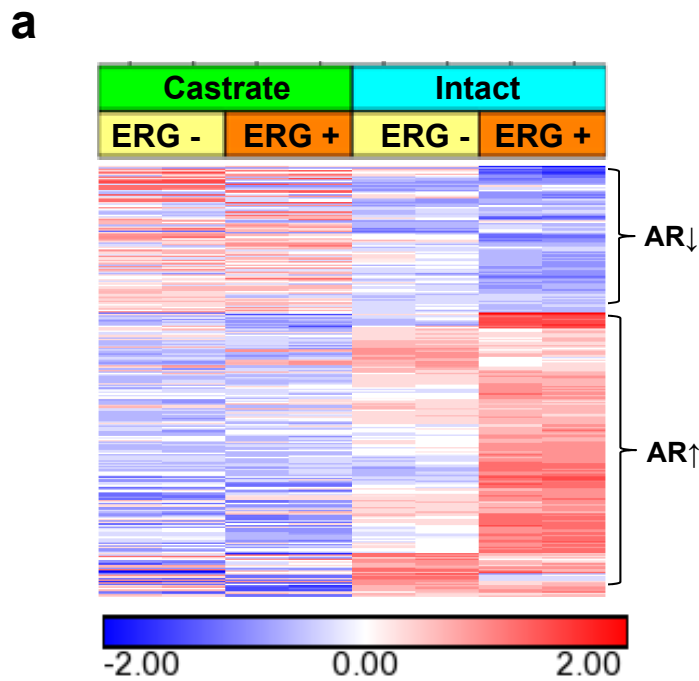 a
Castrate Intact
ERG - ERG + ERG - ERG +
AR↓
AR↑
-2.00 0.00 2.00